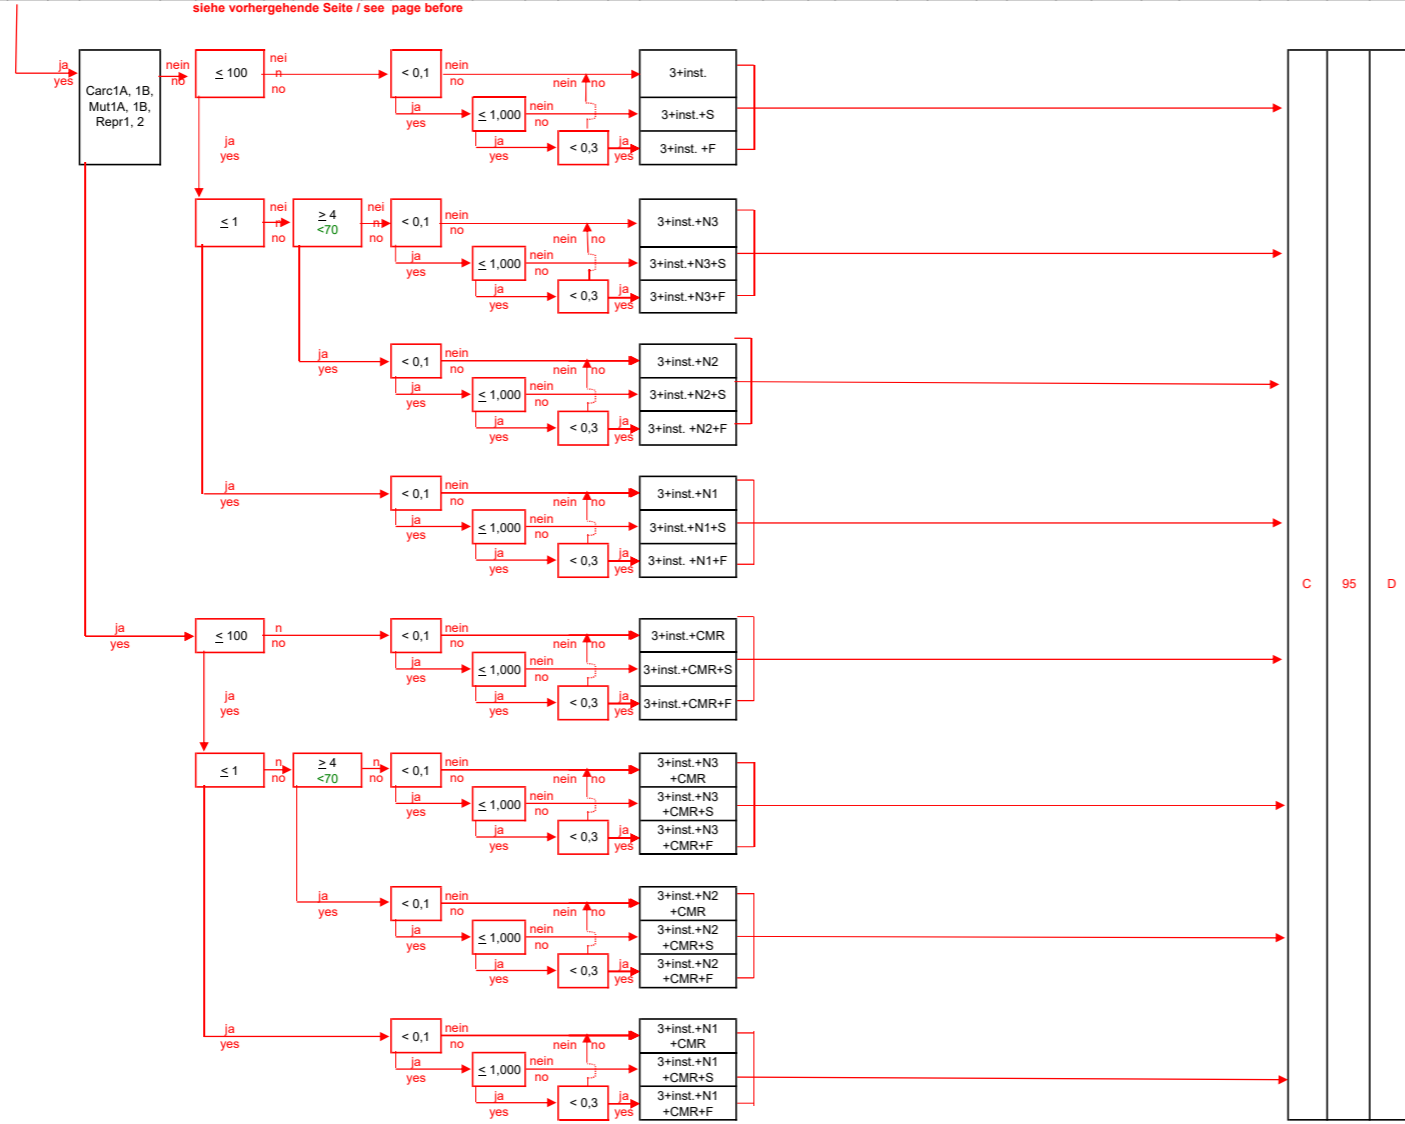 siehe vorhergehende Seite / see page before
ja
yes
Carc1A, 1B,
Mut1A, 1B,
Repr1, 2
nein
no
≤ 100
nei
n
no
< 0,1
nein
no
nein no
3+inst.
ja
yes
≤ 1,000
nein
no
3+inst.+S
ja
yes
< 0,3
ja
yes
3+inst. +F
ja
yes
≤ 1
nei
n
no
≥ 4
<70
nei
n
no
< 0,1
nein
no
nein no
3+inst.+N3
ja
yes
≤ 1,000
nein
no
3+inst.+N3+S
ja
yes
< 0,3
ja
yes
3+inst.+N3+F
ja
yes
< 0,1
nein
no
nein no
3+inst.+N2
ja
yes
≤ 1,000
nein
no
3+inst.+N2+S
ja
yes
< 0,3
ja
yes
3+inst. +N2+F
ja
yes
< 0,1
nein
no
nein no
3+inst.+N1
ja
yes
≤ 1,000
nein
no
3+inst.+N1+S
ja
yes
< 0,3
ja
yes
3+inst. +N1+F
C 95 D
ja
yes
≤ 100
n
no
< 0,1
nein
no
nein no
3+inst.+CMR
ja
yes
≤ 1,000
nein
no
3+inst.+CMR+S
ja
yes
< 0,3
ja
yes
3+inst.+CMR+F
ja
yes
≤ 1
n
no
≥ 4
<70
n
no
< 0,1
nein
no
nein no
3+inst.+N3
+CMR
ja
yes
≤ 1,000
nein
no
3+inst.+N3
+CMR+S
ja
yes
< 0,3
ja
yes
3+inst.+N3
+CMR+F
ja
yes
< 0,1
nein
no
nein no
3+inst.+N2
+CMR
ja
yes
≤ 1,000
nein
no
3+inst.+N2
+CMR+S
ja
yes
< 0,3
ja
yes
3+inst.+N2
+CMR+F
ja
yes
< 0,1
nein
no
nein no
3+inst.+N1
+CMR
ja
yes
≤ 1,000
nein
no
3+inst.+N1
+CMR+S
ja
yes
< 0,3
ja
yes
3+inst.+N1
+CMR+F